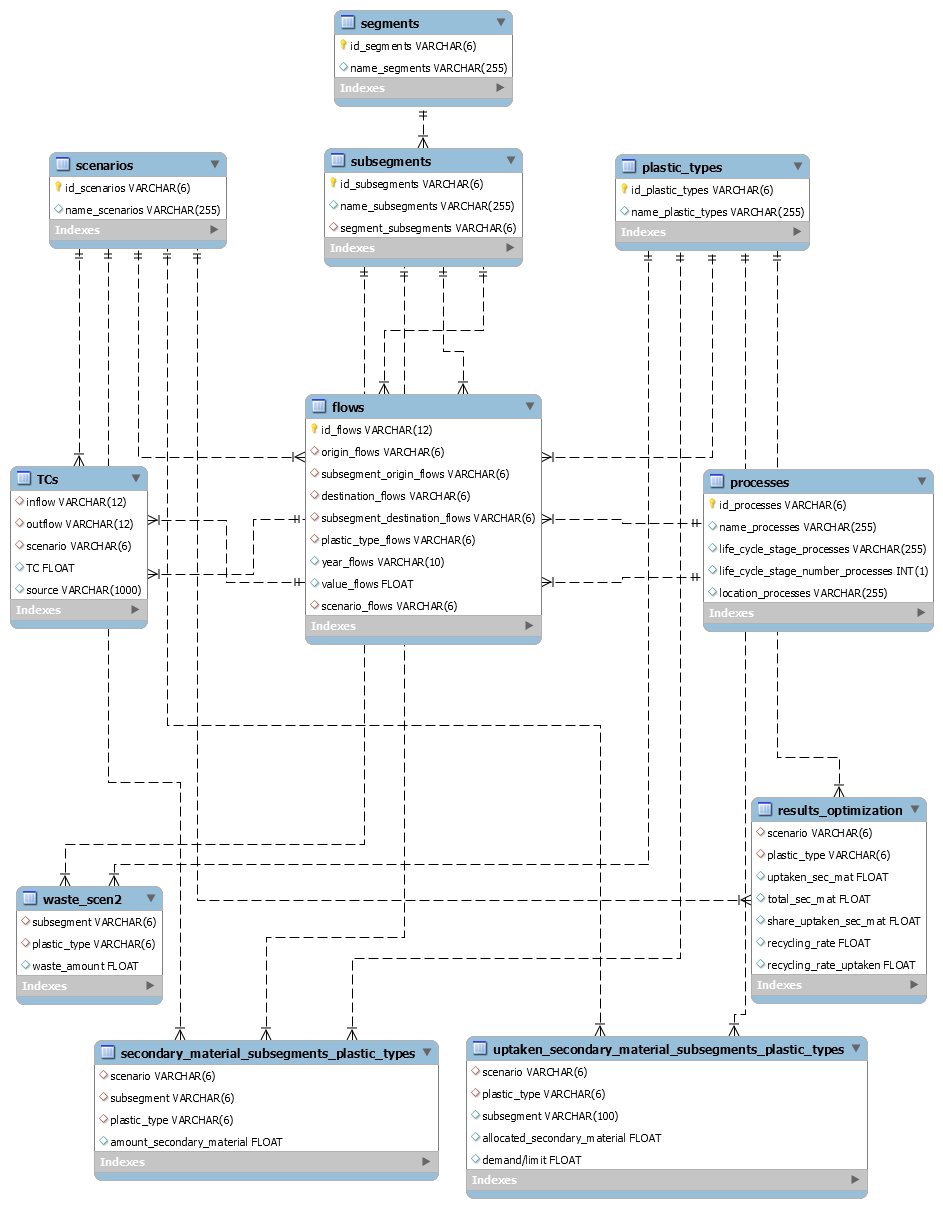 segments
id_segments VARCHAR(6)
name_segments VARCHAR(255)
Indexes
scenarios
id_scenarios VARCHAR(6)
name_scenarios VARCHAR(255)
Indexes
subsegments
id_subsegments VARCHAR(6)
name_subsegments VARCHAR(255)
segment_subsegments VARCHAR(6)
Indexes
plastic_types
id_plastic_types VARCHAR(6)
name_plastic_types VARCHAR(255)
Indexes
TCs
inflow VARCHAR(12)
outflow VARCHAR(12)
scenario VARCHAR(6)
TC FLOAT
source VARCHAR(1000)
Indexes
flows
id_flows VARCHAR(12)
origin_flows VARCHAR(6)
subsegment_origin_flows VARCHAR(6)
destination_flows VARCHAR(6)
subsegment_destination_flows VARCHAR(6)
plastic_type_flows VARCHAR(6)
year_flows VARCHAR(10)
value_flows FLOAT
scenario_flows VARCHAR(6)
Indexes
processes
id_processes VARCHAR(6)
name_processes VARCHAR(255)
life_cycle_stage_processes VARCHAR(255)
life_cycle_stage_number_processes INT(1)
location_processes VARCHAR(255)
Indexes
results_optimization
scenario VARCHAR(6)
plastic_type VARCHAR(6)
uptaken_sec_mat FLOAT
total_sec_mat FLOAT
share_uptaken_sec_mat FLOAT
recycling_rate FLOAT
recycling_rate_uptaken FLOAT
Indexes
waste_scen2
subsegment VARCHAR(6)
plastic_type VARCHAR(6)
waste_amount FLOAT
Indexes
secondary_material_subsegments_plastic_types
scenario VARCHAR(6)
subsegment VARCHAR(6)
plastic_type VARCHAR(6)
amount_secondary_material FLOAT
Indexes
uptaken_secondary_material_subsegments_plastic_types
scenario VARCHAR(6)
plastic_type VARCHAR(6)
subsegment VARCHAR(100)
allocated_secondary_material FLOAT
demand/limit FLOAT
Indexes